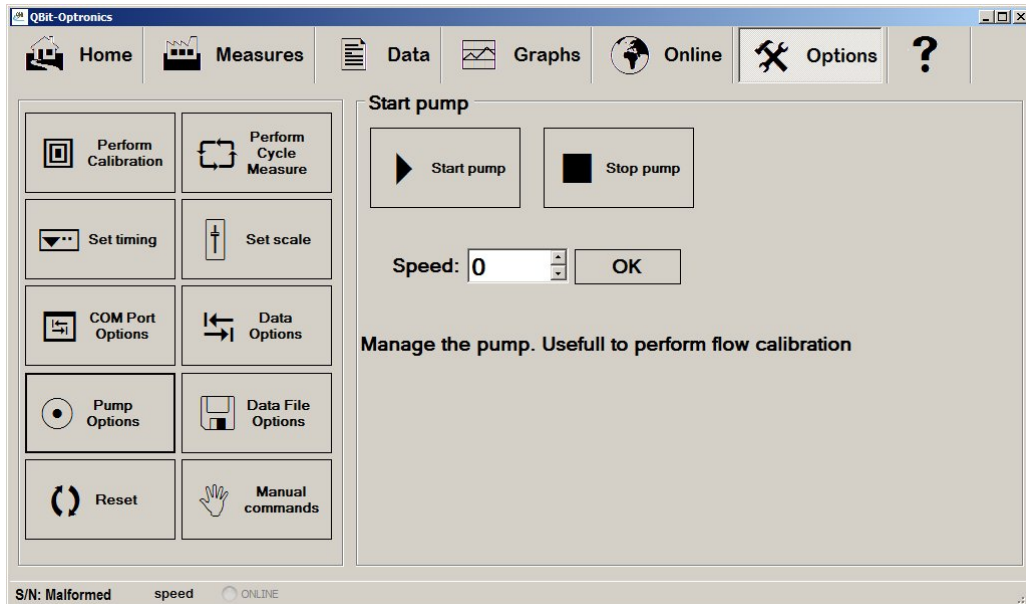 QBit-Optronics
Home Measures Data Graphs Online Options ?
Perform
Calibration
Perform
Cycle
Measure
Set timing
Set scale
COM Port
Options
Data
Options
Pump
Options
Data File
Options
Reset
Manual
commands
Start pump
Start pump
Stop pump
Speed: 0 OK
Manage the pump. Usefull to perform flow calibration
S/N: Malformed speed ONLINE